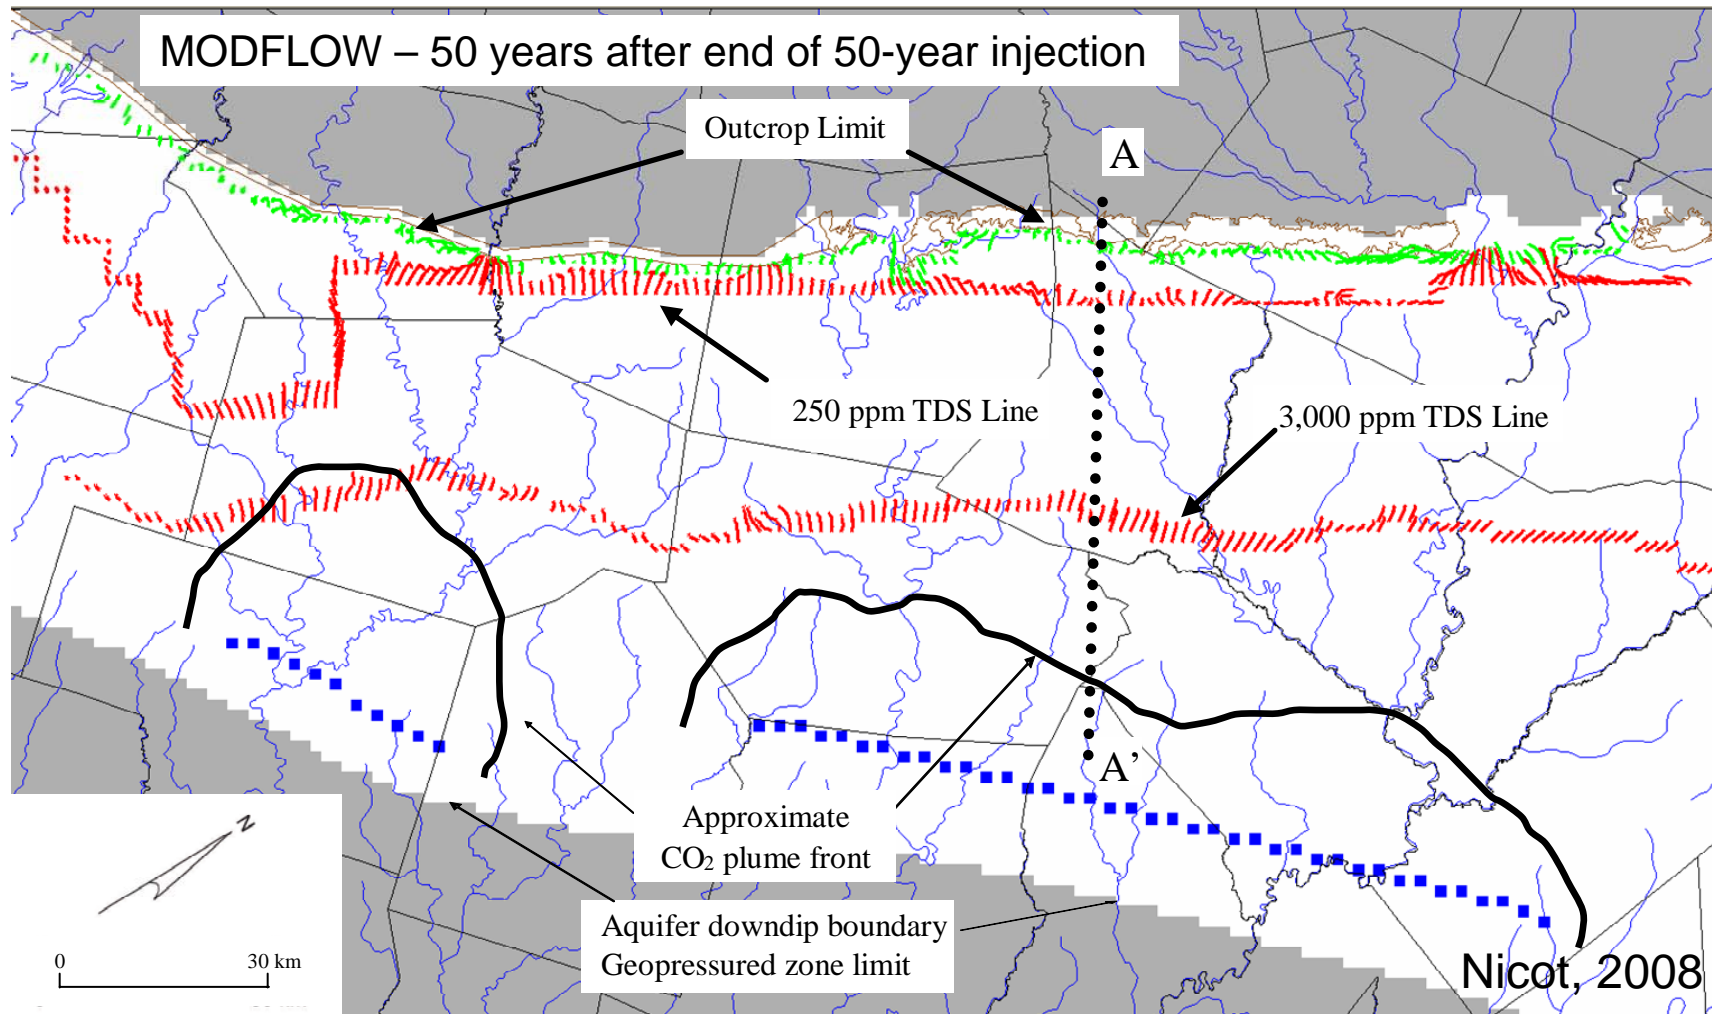 MODFLOW – 50 years after end of 50-year injection
Outcrop Limit
A
250 ppm TDS Line
3,000 ppm TDS Line
A’
Approximate
CO₂ plume front
Aquifer downdip boundary
Geopressured zone limit
N
0
30 km
Nicot, 2008